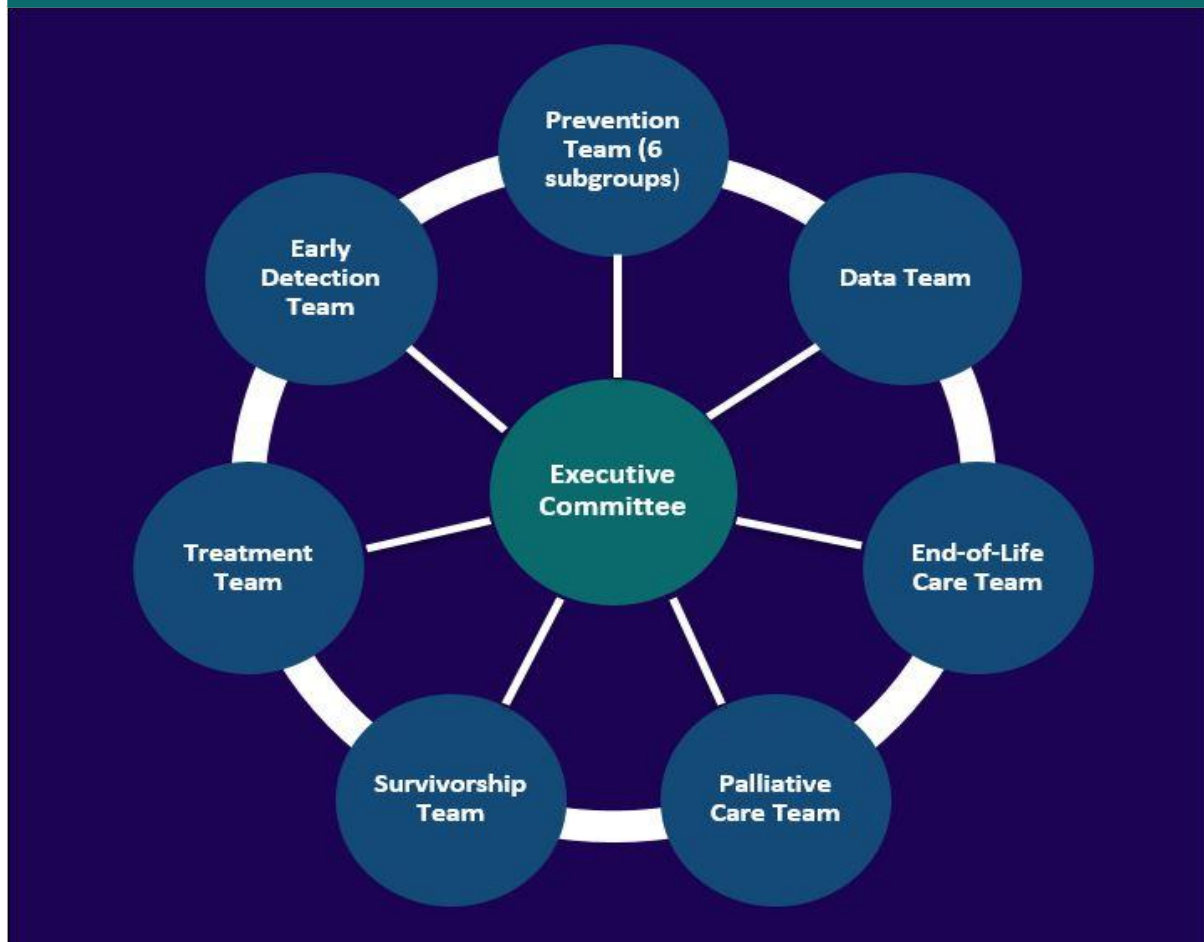 Prevention
Team (6
subgroups)
Early
Detection
Team
Data Team
Executive
Committee
Treatment
Team
End-of-Life
Care Team
Survivorship
Team
Palliative
Care Team